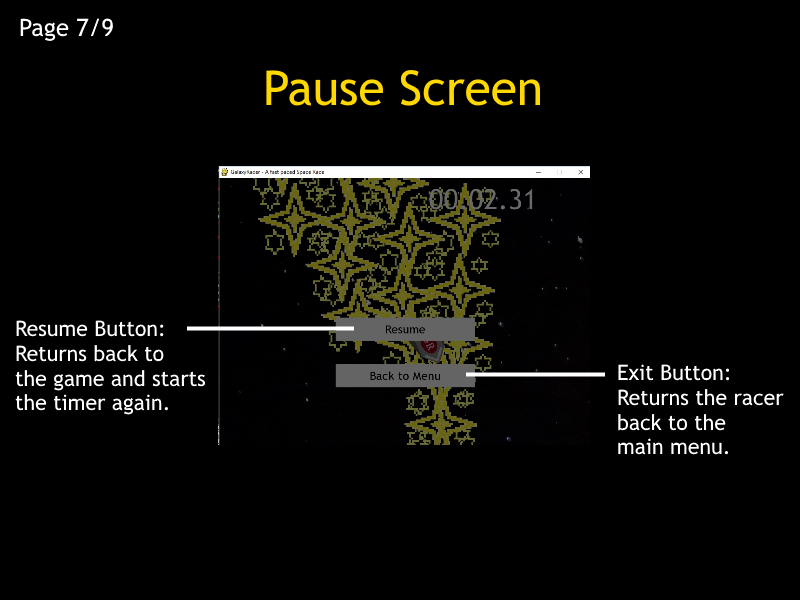 Page 7/9
Pause Screen
GalaxyRacer - A fast paced Space Race
00:02.31
Resume Button:
Returns back to
the game and starts
the timer again.
Resume
Back to Menu
Exit Button:
Returns the racer
back to the
main menu.